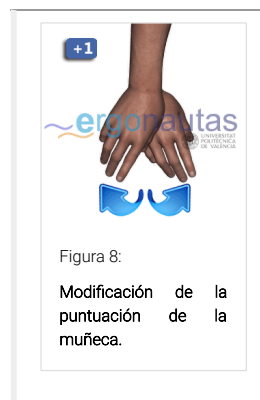 +1
ergonautas
UNIVERSITAT
POLITÈCNICA
DE VALÈNCIA
Figura 8:
Modificación de la
puntuación de la
muñeca.